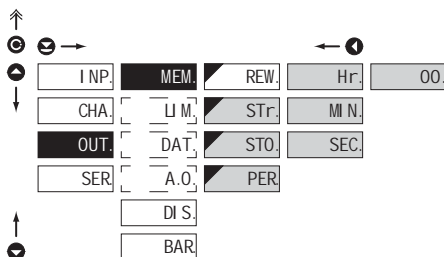 INP. MEM. REW. Hr. 00.
CHA. LIM. STr. MIN.
OUT. DAT. STO. SEC.
SER. A.O. PER.
DIS.
BAR.